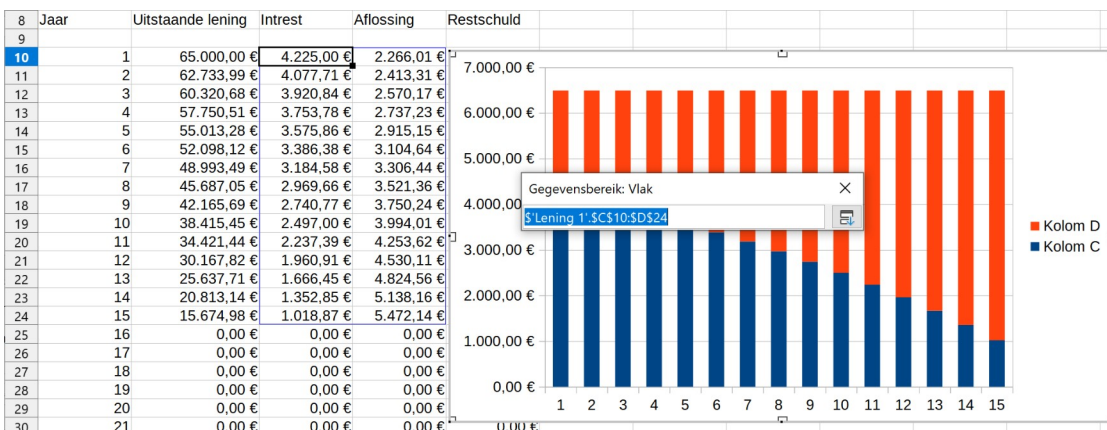 8 Jaar Uitstaande lening Intrest Aflossing Restschuld
9
10 1 65.000,00 € 4.225,00 € 2.266,01 €
11 2 62.733,99 € 4.077,71 € 2.413,31 €
12 3 60.320,68 € 3.920,84 € 2.570,17 €
13 4 57.750,51 € 3.753,78 € 2.737,23 €
14 5 55.013,28 € 3.575,86 € 2.915,15 €
15 6 52.098,12 € 3.386,38 € 3.104,64 €
16 7 48.993,49 € 3.184,58 € 3.306,44 €
17 8 45.687,05 € 2.969,66 € 3.521,36 €
18 9 42.165,69 € 2.740,77 € 3.750,24 €
19 10 38.415,45 € 2.497,00 € 3.994,01 €
20 11 34.421,44 € 2.237,39 € 4.253,62 €
21 12 30.167,82 € 1.960,91 € 4.530,11 €
22 13 25.637,71 € 1.666,45 € 4.824,56 €
23 14 20.813,14 € 1.352,85 € 5.138,16 €
24 15 15.674,98 € 1.018,87 € 5.472,14 €
25 16 0,00 € 0,00 € 0,00 €
26 17 0,00 € 0,00 € 0,00 €
27 18 0,00 € 0,00 € 0,00 €
28 19 0,00 € 0,00 € 0,00 €
29 20 0,00 € 0,00 € 0,00 €
30 21 0,00 € 0,00 € 0,00 € 0,00 €
7.000,00 €
6.000,00 €
5.000,00 €
4.000,00
3.000,00 €
2.000,00 €
1.000,00 €
0,00 €
1 2 3 4 5 6 7 8 9 10 11 12 13 14 15
Gegevensbereik: Vlak
$'Lening 1'.$C$10:$D$24
Kolom D
Kolom C